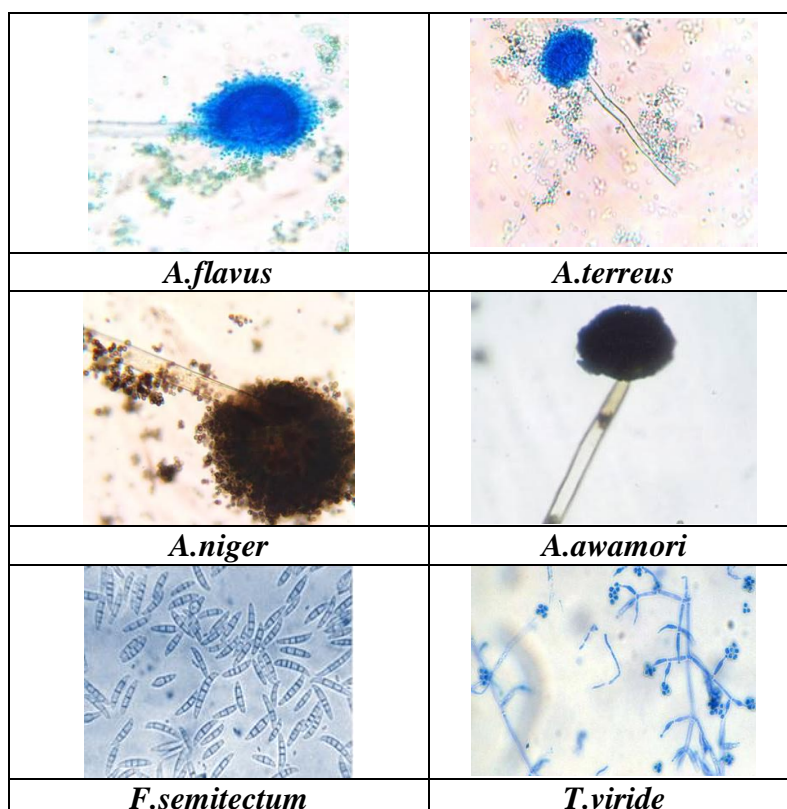 A.flavus
A.terreus
A.niger
A.awamori
F.semitectum
T.viride